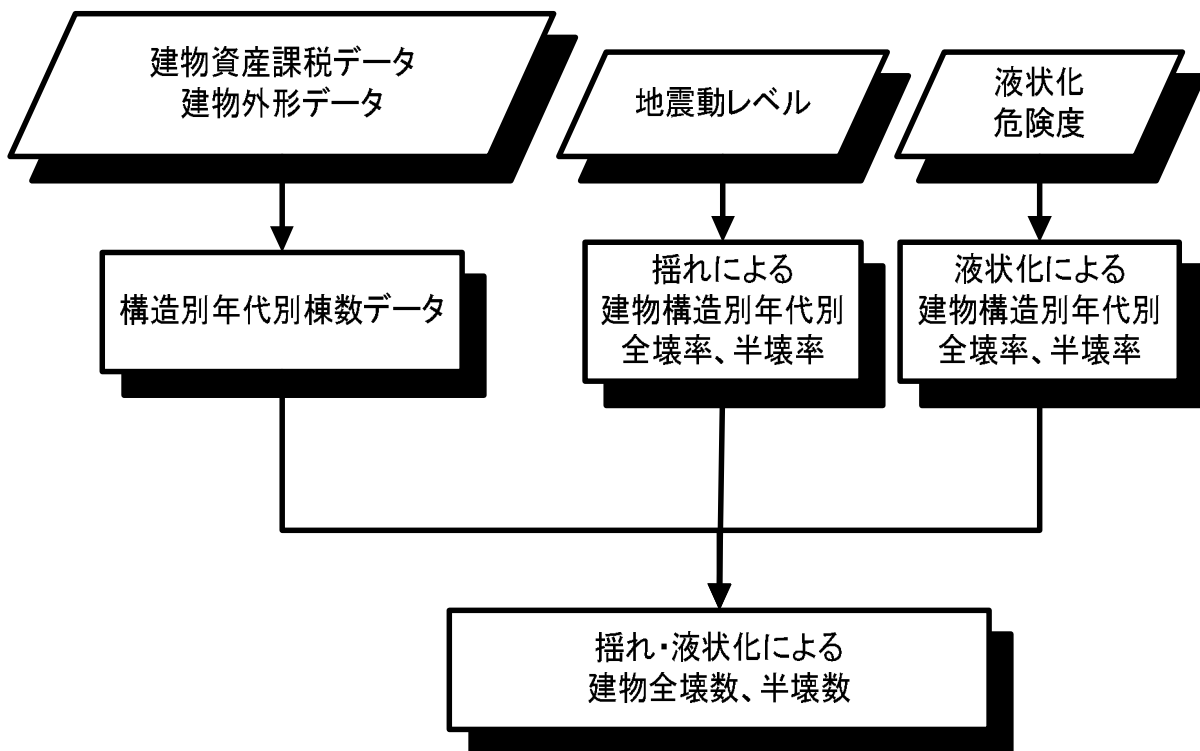 建物資産課税データ
建物外形データ
地震動レベル
液状化
危険度
構造別年代別棟数データ
揺れによる
建物構造別年代別
全壊率、半壊率
液状化による
建物構造別年代別
全壊率、半壊率
揺れ・液状化による
建物全壊数、半壊数